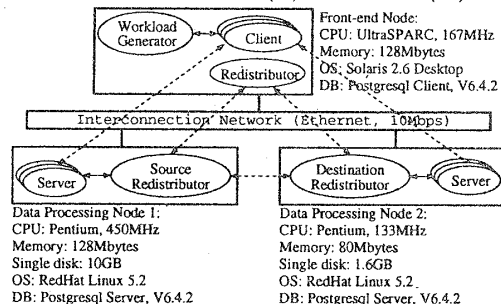 Workload
Generator
Client
Redistributor
Front-end Node:
CPU: UltraSPARC, 167MHz
Memory: 128Mbytes
OS: Solaris 2.6 Desktop
DB: Postgresql Client, V6.4.2
Interconnection Network (Ethernet, 10Mbps)
Server
Source
Redistributor
Destination
Redistributor
Server
Data Processing Node 1:
CPU: Pentium, 450MHz
Memory: 128Mbytes
Single disk: 10GB
OS: RedHat Linux 5.2
DB: Postgresql Server, V6.4.2
Data Processing Node 2:
CPU: Pentium, 133MHz
Memory: 80Mbytes
Single disk: 1.6GB
OS: RedHat Linux 5.2
DB: Postgresql Server, V6.4.2